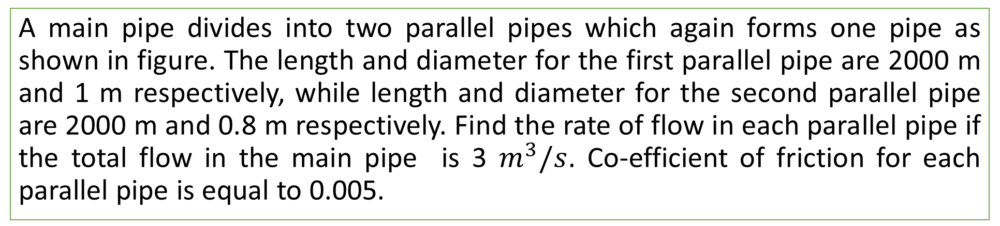 A main pipe divides into two parallel pipes which again forms one pipe as
shown in figure. The length and diameter for the first parallel pipe are 2000 m
and 1 m respectively, while length and diameter for the second parallel pipe
are 2000 m and 0.8 m respectively. Find the rate of flow in each parallel pipe if
the total flow in the main pipe is 3 m³/s. Co-efficient of friction for each
parallel pipe is equal to 0.005.